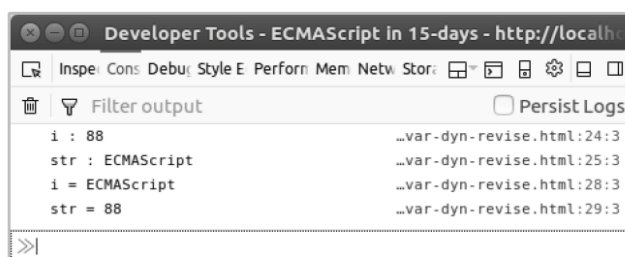 Developer Tools - ECMAScript in 15-days - http://localh
Inspe Cons Debu Style E Perforn Mem Netw Stor
Filter output Persist Logs
i : 88 …var-dyn-revise.html:24:3
str : ECMAScript …var-dyn-revise.html:25:3
i = ECMAScript …var-dyn-revise.html:28:3
str = 88 …var-dyn-revise.html:29:3
≫